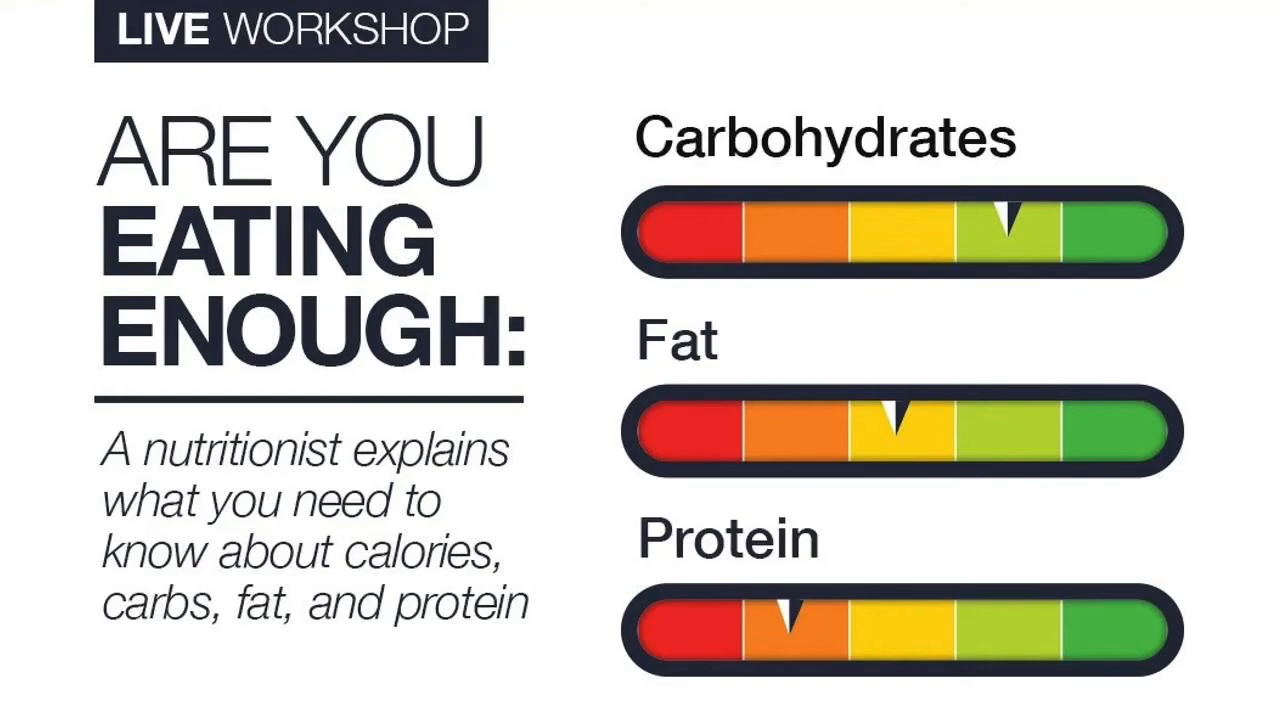 LIVE WORKSHOP
ARE YOU
EATING
ENOUGH:
A nutritionist explains
what you need to
know about calories,
carbs, fat, and protein
Carbohydrates
Fat
Protein